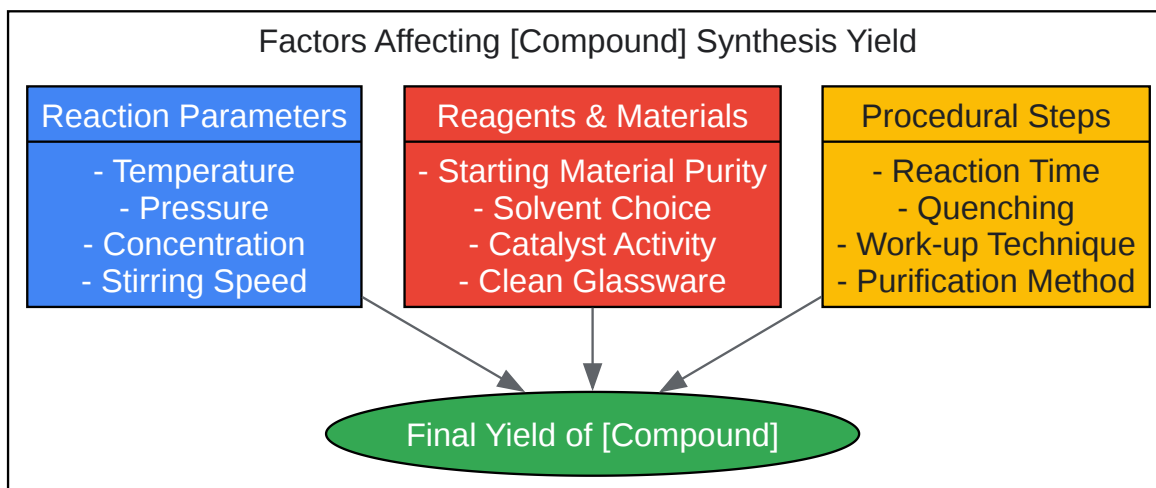 Factors Affecting [Compound] Synthesis Yield
Reaction Parameters
- Temperature
- Pressure
- Concentration
- Stirring Speed
Reagents & Materials
- Starting Material Purity
- Solvent Choice
- Catalyst Activity
- Clean Glassware
Procedural Steps
- Reaction Time
- Quenching
- Work-up Technique
- Purification Method
Final Yield of [Compound]